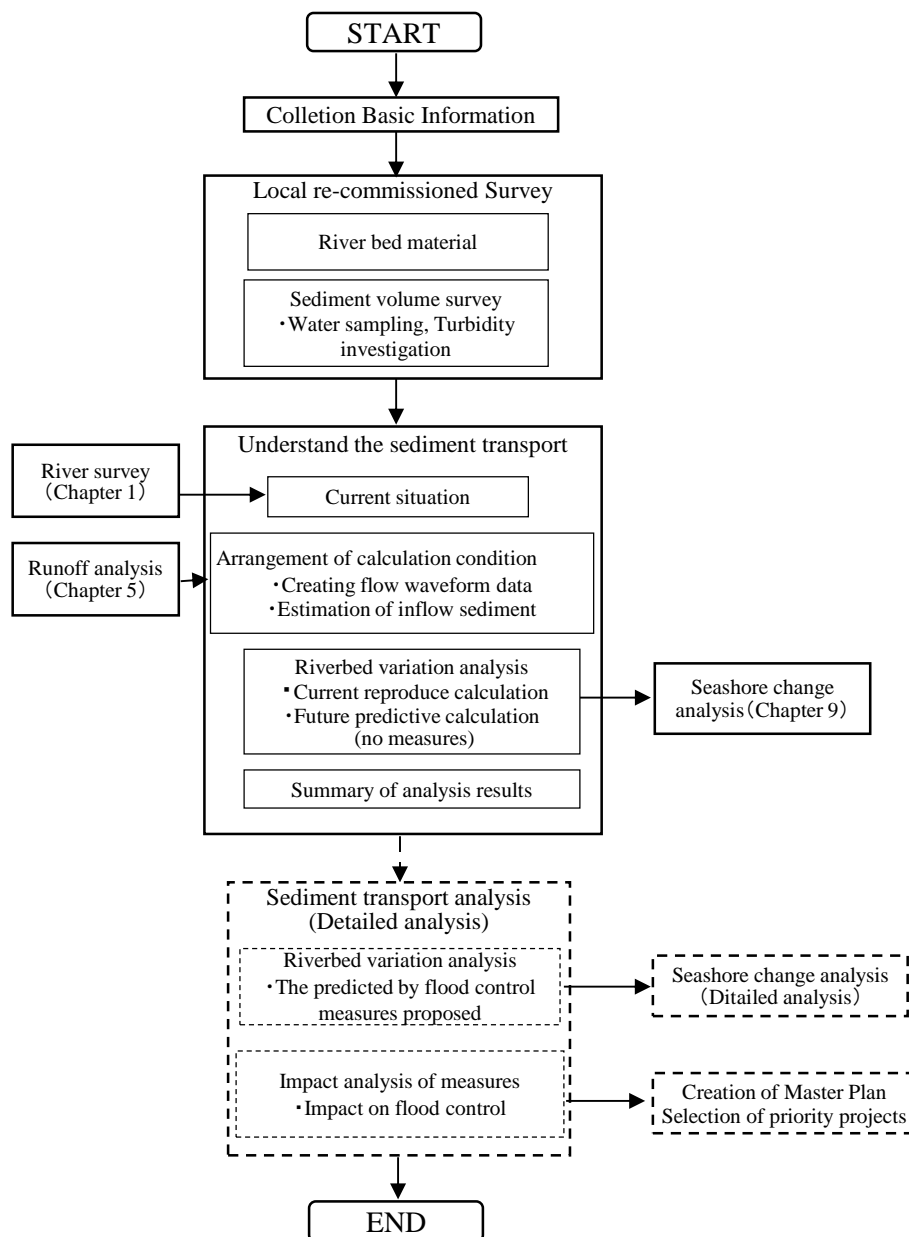 START
Colletion Basic Information
Local re-commissioned Survey
River bed material
Sediment volume survey
・Water sampling, Turbidity
investigation
Understand the sediment transport
River survey
（Chapter 1）
Current situation
Runoff analysis
（Chapter 5）
Arrangement of calculation condition
・Creating flow waveform data
・Estimation of inflow sediment
Riverbed variation analysis
・Current reproduce calculation
・Future predictive calculation
(no measures)
Seashore change
analysis（Chapter 9）
Summary of analysis results
Sediment transport analysis
(Detailed analysis)
Riverbed variation analysis
・The predicted by flood control
measures proposed
Seashore change analysis
（Ditailed analysis）
Impact analysis of measures
・Impact on flood control
Creation of Master Plan
Selection of priority projects
END